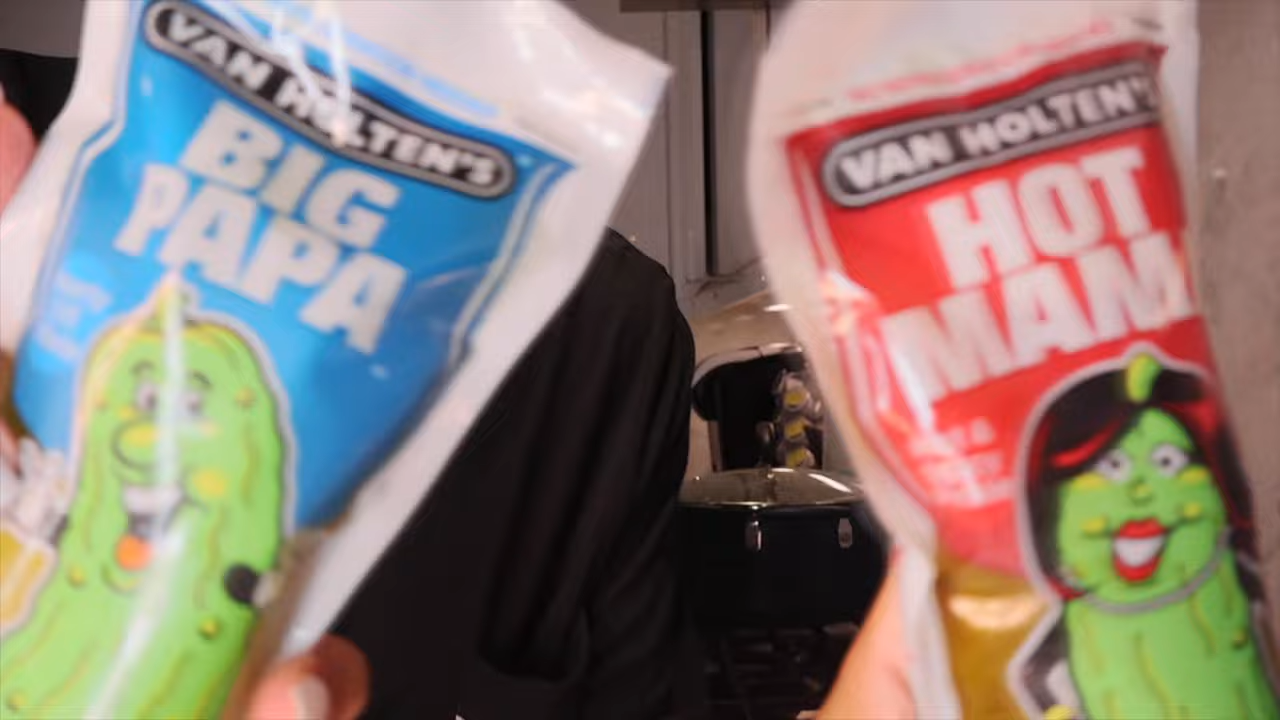 VAN HOLTEN'S
BIG
PAPA
VAN HOLTEN'S
HOT
MAM